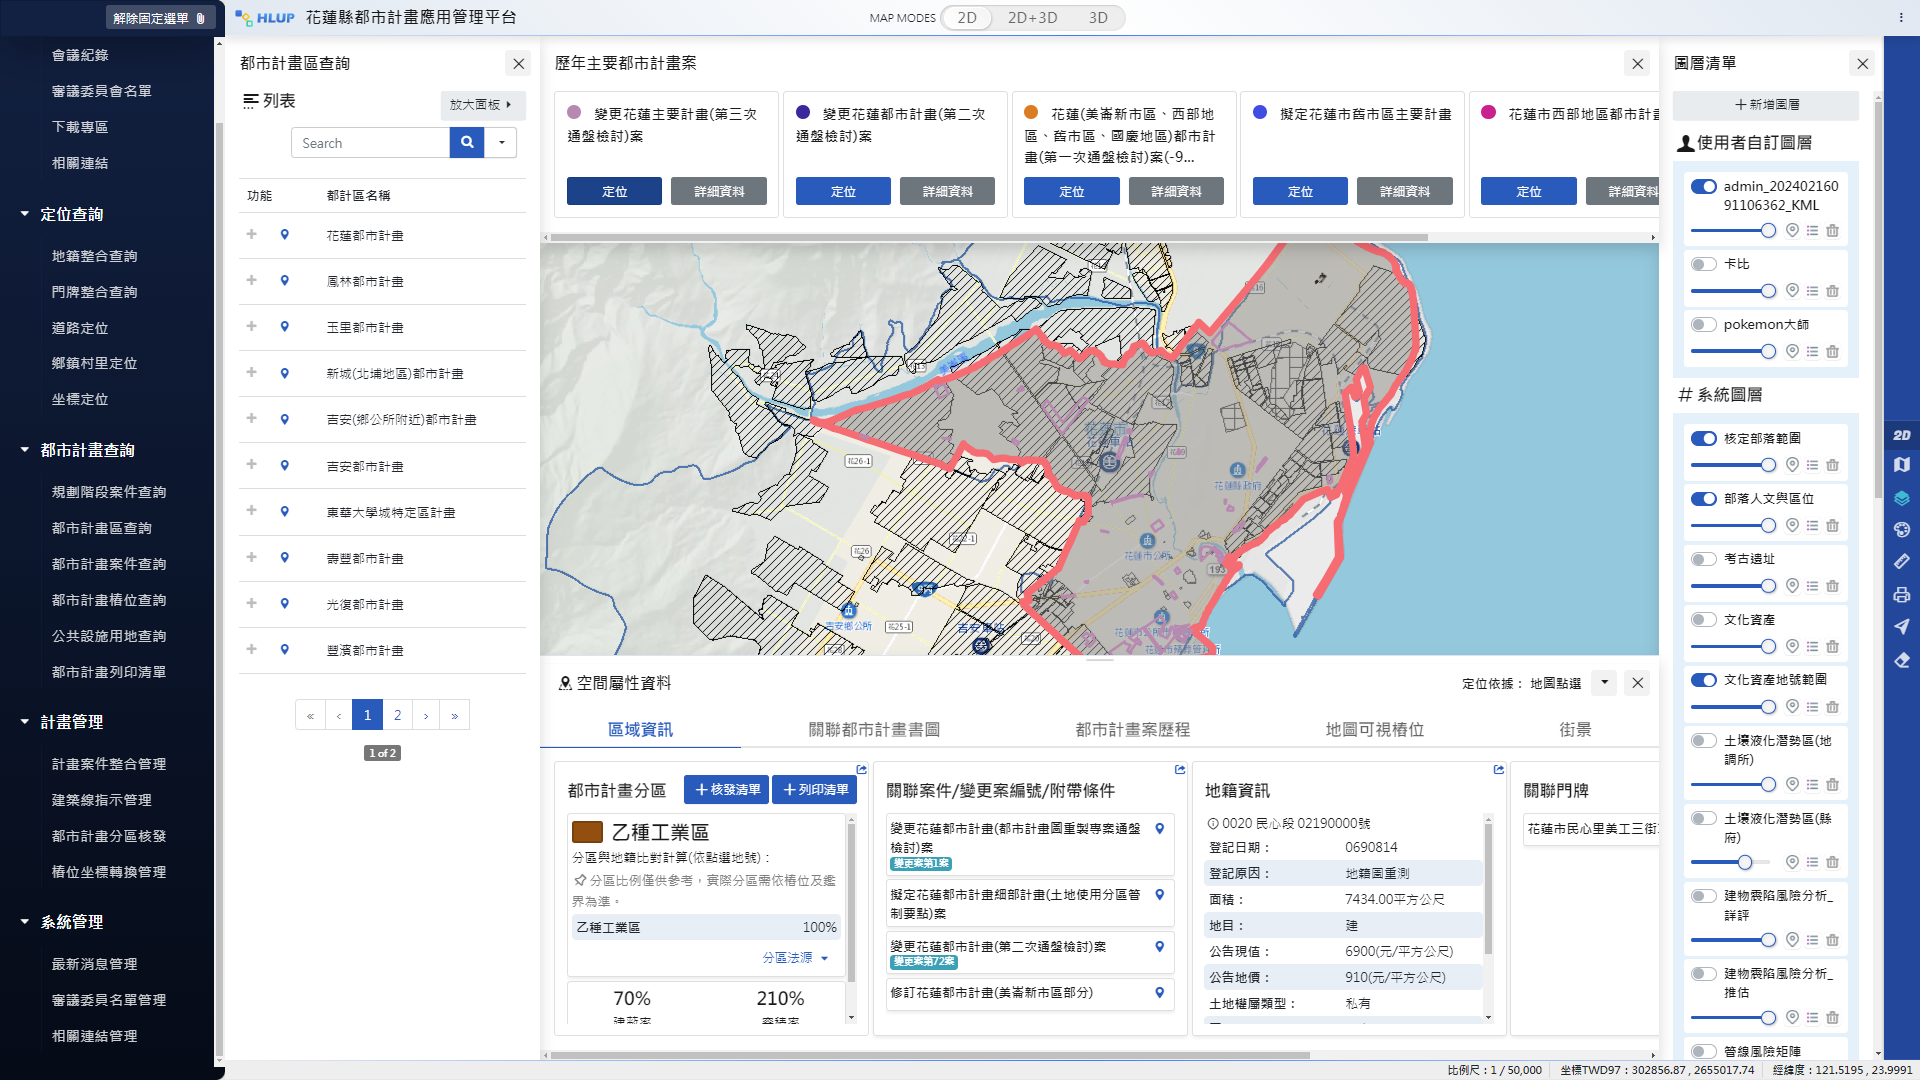 解除固定選單
HLUP 花蓮縣都市計畫應用管理平台
MAP MODES 2D 2D+3D 3D
會議紀錄
審議委員會名單
下載專區
相關連結
定位查詢
地籍整合查詢
門牌整合查詢
道路定位
鄉鎮村里定位
坐標定位
都市計畫查詢
規劃階段案件查詢
都市計畫區查詢
都市計畫案件查詢
都市計畫樁位查詢
公共設施用地查詢
都市計畫列印清單
計畫管理
計畫案件整合管理
建築線指示管理
都市計畫分區核發
樁位坐標轉換管理
系統管理
最新消息管理
審議委員名單管理
相關連結管理
都市計畫區查詢
列表
放大面板
Search
功能 都計區名稱
花蓮都市計畫
鳳林都市計畫
玉里都市計畫
新城(北埔地區)都市計畫
吉安(鄉公所附近)都市計畫
吉安都市計畫
東華大學城特定區計畫
壽豐都市計畫
光復都市計畫
豐濱都市計畫
« ‹ 1 2 › »
1 of 2
歷年主要都市計畫案
變更花蓮主要計畫(第三次
通盤檢討)案
定位 詳細資料
變更花蓮都市計畫(第二次
通盤檢討)案
定位 詳細資料
花蓮(美崙新市區、西部地
區、舊市區、國慶地區)都市計
畫(第一次通盤檢討)案(-9...
定位 詳細資料
擬定花蓮市舊市區主要計畫
定位 詳細資料
花蓮市西部地區都市計畫
定位 詳細資料
花26-1
花26
花25-1
193
花蓮縣政府
花蓮市公所
吉安鄉公所
吉安車站
空間屬性資料
定位依據： 地圖點選
區域資訊 關聯都市計畫書圖 都市計畫案歷程 地圖可視樁位 街景
都市計畫分區
＋核發清單 ＋列印清單
乙種工業區
分區與地籍比對計算(依點選地號)：
分區比例僅供參考，實際分區需依樁位及鑑
界為準。
乙種工業區 100%
分區法源
70% 210%
建蔽率 容積率
關聯案件/變更案編號/附帶條件
變更花蓮都市計畫(都市計畫圖重製專案通盤
檢討)案
變更案第1案
擬定花蓮都市計畫細部計畫(土地使用分區管
制要點)案
變更花蓮都市計畫(第二次通盤檢討)案
變更案第72案
修訂花蓮都市計畫(美崙新市區部分)
地籍資訊
0020 民心段 02190000號
登記日期： 0690814
登記原因： 地籍圖重測
面積： 7434.00平方公尺
地目： 建
公告現值： 6900(元/平方公尺)
公告地價： 910(元/平方公尺)
土地權屬類型： 私有
關聯門牌
花蓮市民心里美工三街
圖層清單
＋新增圖層
使用者自訂圖層
admin_202402160
91106362_KML
卡比
pokemon大師
系統圖層
核定部落範圍
部落人文與區位
考古遺址
文化資產
文化資產地號範圍
土壤液化潛勢區(地
調所)
土壤液化潛勢區(縣
府)
建物震陷風險分析_
詳評
建物震陷風險分析_
推估
管線風險矩陣
2D
比例尺：1 / 50,000 坐標TWD97：302856.87 , 2655017.74 經緯度：121.5195 , 23.9991